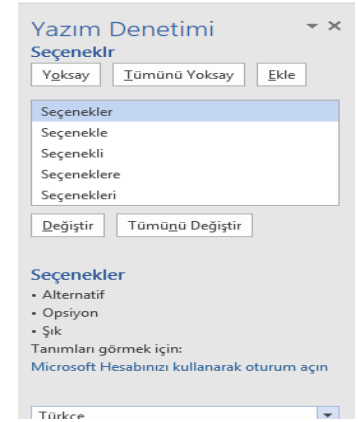 Yazım Denetimi
Seçeneklr
Yoksay Tümünü Yoksay Ekle
Seçenekler
Seçenekle
Seçenekli
Seçeneklere
Seçenekleri
Değiştir Tümünü Değiştir
Seçenekler
• Alternatif
• Opsiyon
• Şık
Tanımları görmek için:
Microsoft Hesabınızı kullanarak oturum açın
Türkçe